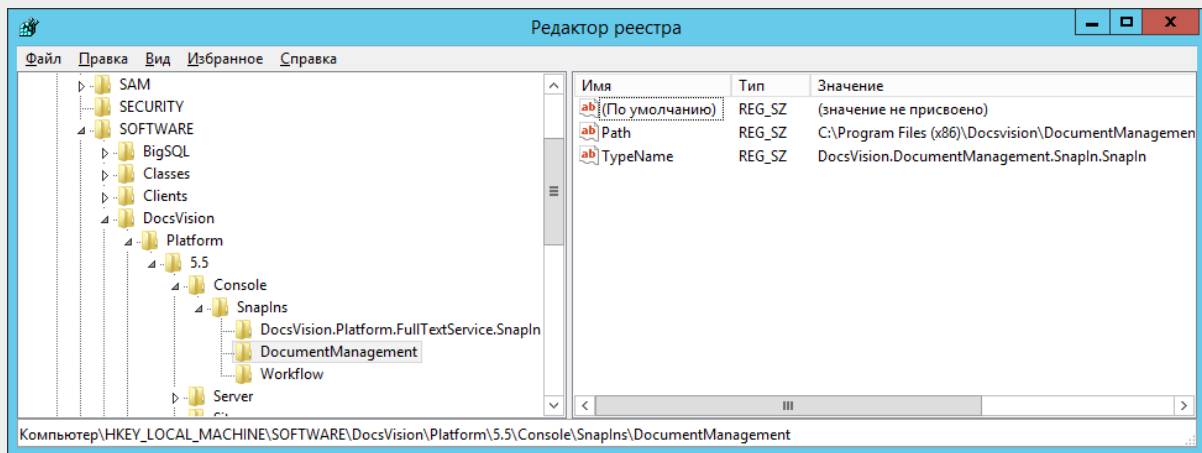 Редактор реестра
Файл Правка Вид Избранное Справка
SAM
SECURITY
SOFTWARE
BigSQL
Classes
Clients
DocsVision
Platform
5.5
Console
SnapIns
DocsVision.Platform.FullTextService.SnapIn
DocumentManagement
Workflow
Server
Имя Тип Значение
(По умолчанию) REG_SZ (значение не присвоено)
Path REG_SZ C:\Program Files (x86)\Docsvision\DocumentManagemen
TypeName REG_SZ DocsVision.DocumentManagement.SnapIn.SnapIn
Компьютер\HKEY_LOCAL_MACHINE\SOFTWARE\DocsVision\Platform\5.5\Console\SnapIns\DocumentManagement